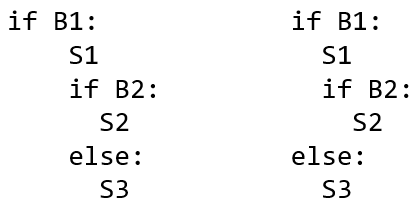 if B1:
    S1
    if B2:
      S2
    else:
      S3
if B1:
  S1
  if B2:
    S2
else:
  S3